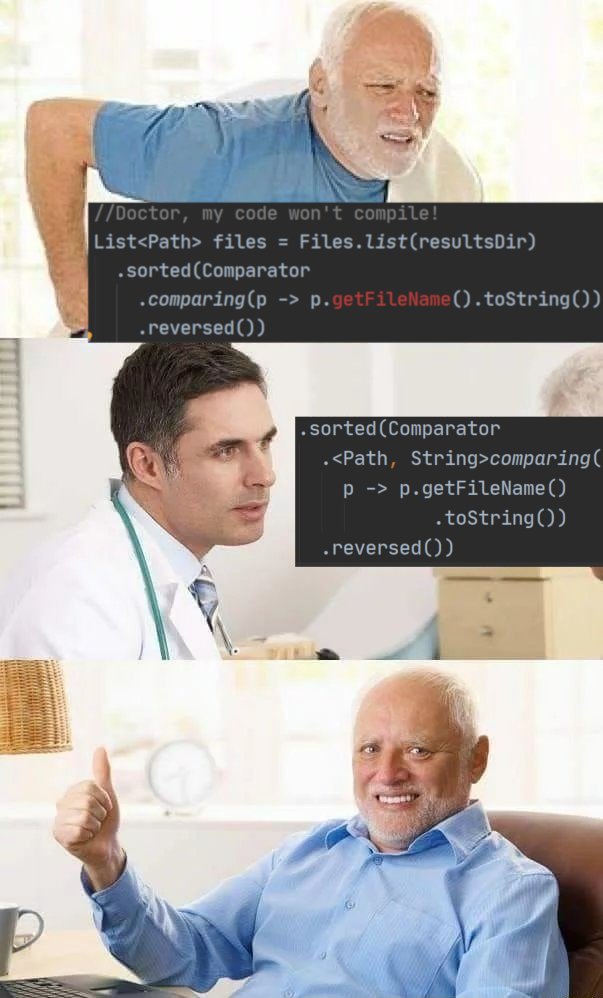 //Doctor, my code won't compile!
List<Path> files = Files.list(resultsDir)
.sorted(Comparator
.comparing(p -> p.getFileName().toString())
.reversed())
.sorted(Comparator
.<Path, String>comparing(
p -> p.getFileName()
.toString())
.reversed())